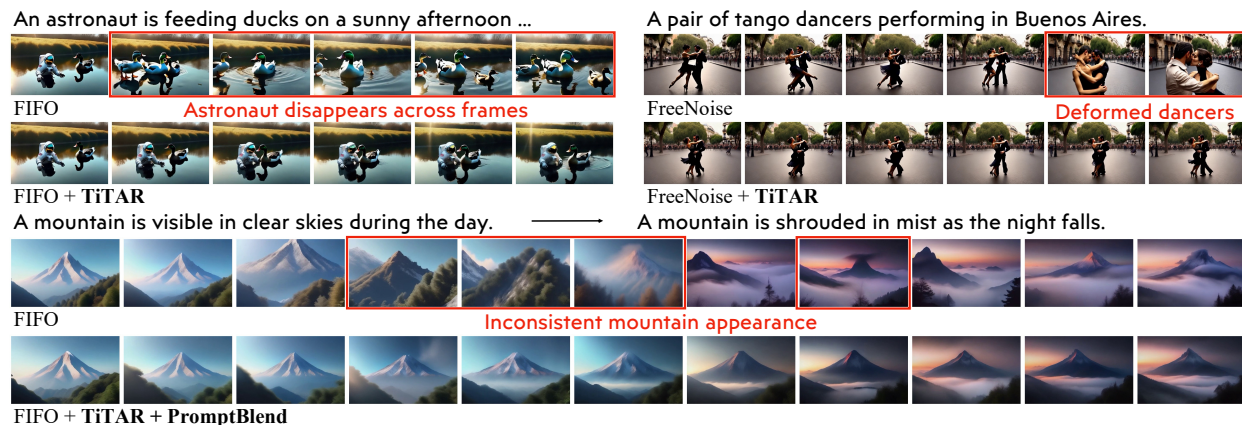 An astronaut is feeding ducks on a sunny afternoon ...
FIFO
Astronaut disappears across frames
FIFO + TiTAR
A pair of tango dancers performing in Buenos Aires.
FreeNoise
Deformed dancers
FreeNoise + TiTAR
A mountain is visible in clear skies during the day.
A mountain is shrouded in mist as the night falls.
FIFO
Inconsistent mountain appearance
FIFO + TiTAR + PromptBlend